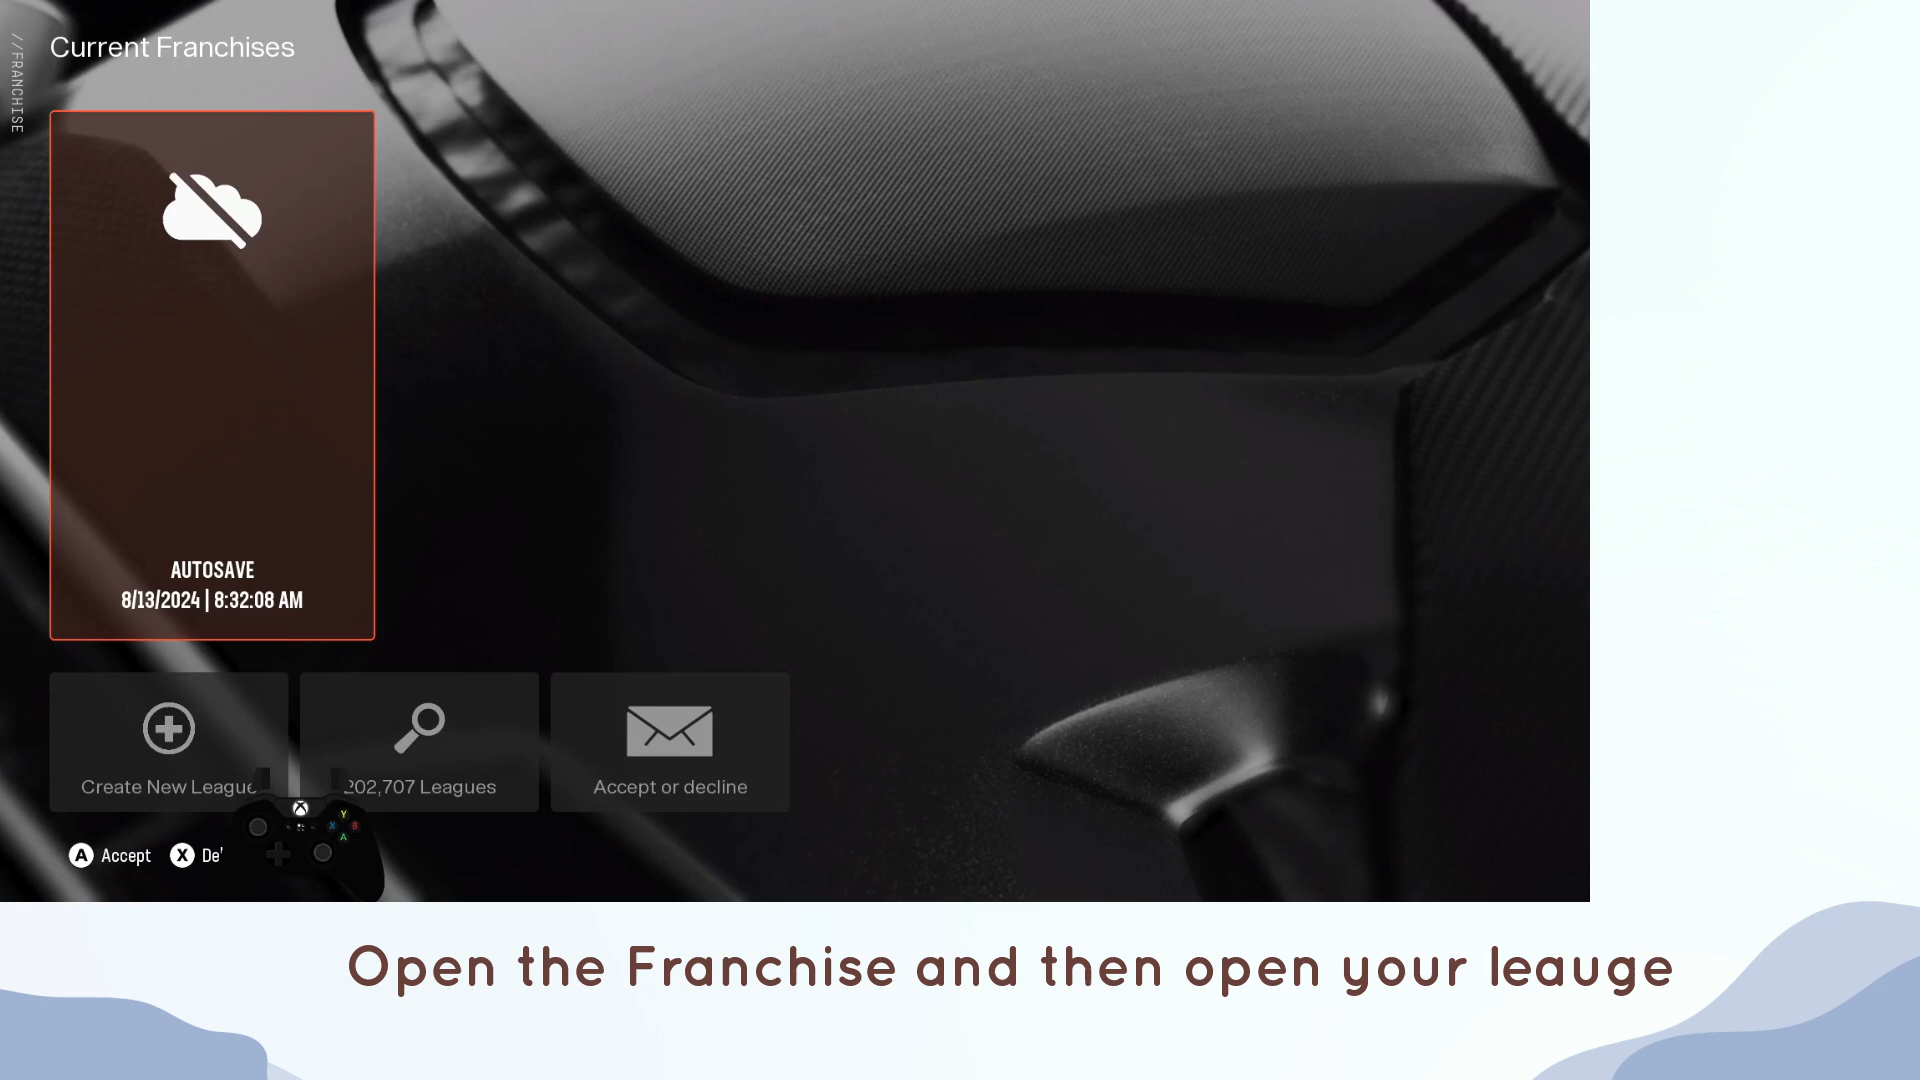 //FRANCHISE
Current Franchises
AUTOSAVE
8/13/2024 | 8:32:08 AM
Create New League
202,707 Leagues
Accept or decline
A Accept X
Y
X B
A
Open the Franchise and then open your leauge